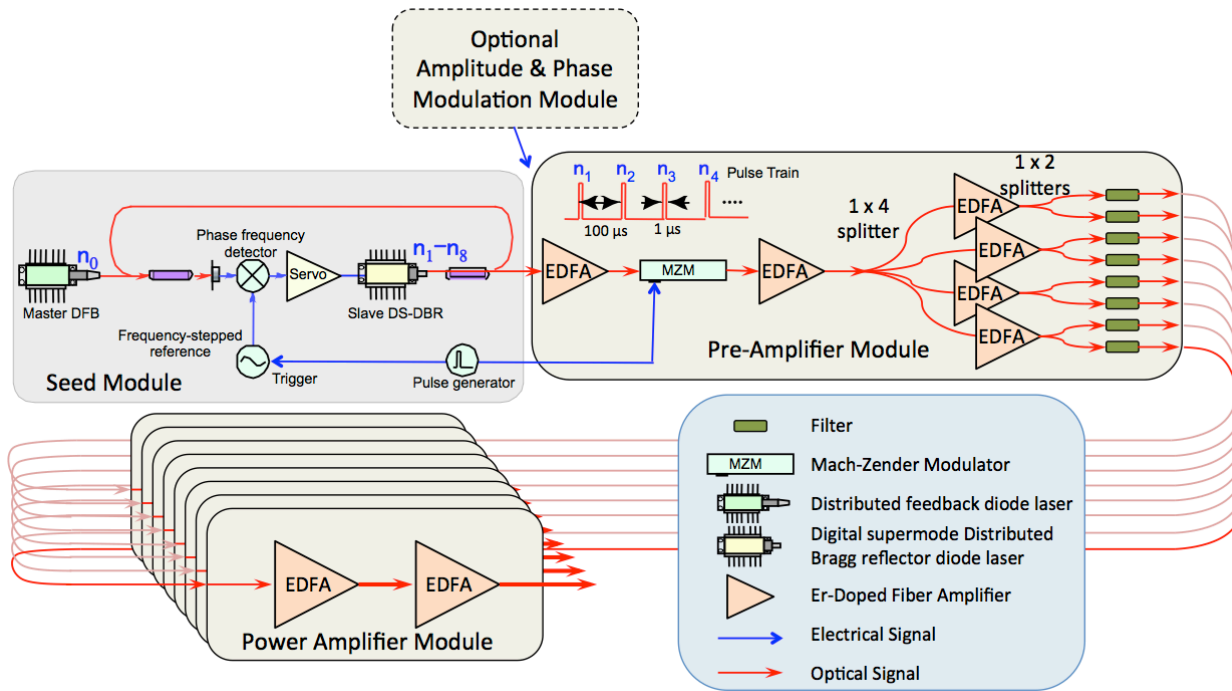 Optional
Amplitude & Phase
Modulation Module
n0
Master DFB
Phase frequency
detector
Servo
n1–n8
Slave DS-DBR
Frequency-stepped
reference
Trigger
Pulse generator
Seed Module
n1 n2 n3 n4
Pulse Train
....
100 µs
1 µs
EDFA
MZM
EDFA
1 x 4
splitter
1 x 2
splitters
EDFA
EDFA
EDFA
EDFA
Pre-Amplifier Module
EDFA
EDFA
Power Amplifier Module
Filter
MZM
Mach-Zender Modulator
Distributed feedback diode laser
Digital supermode Distributed
Bragg reflector diode laser
Er-Doped Fiber Amplifier
Electrical Signal
Optical Signal